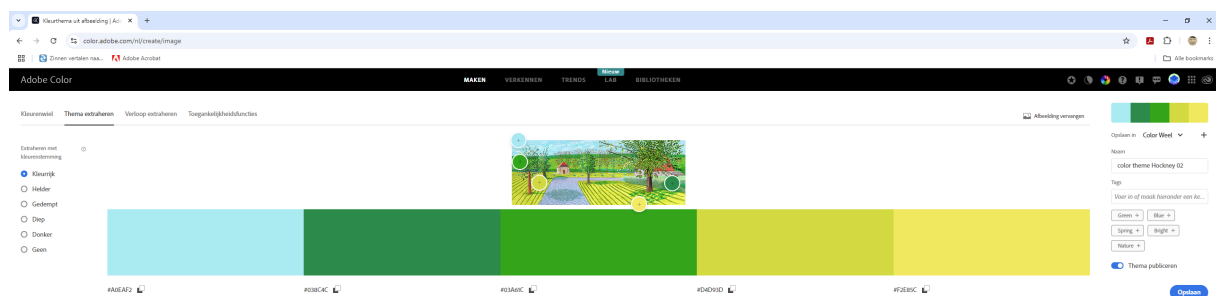 Kleurthema uit afbeelding | Ado
color.adobe.com/nl/create/image
Zinnen vertalen naa... Adobe Acrobat Alle bookmarks
Nieuw
Adobe Color MAKEN VERKENNEN TRENDS LAB BIBLIOTHEKEN
Kleurenwiel Thema extraheren Verloop extraheren Toegankelijkheidsfuncties Afbeelding vervangen
Extraheren met
kleurenstemming
Kleurrijk
Helder
Gedempt
Diep
Donker
Geen
#A0EAF2 #038C4C #03A61C #D4D93D #F2E85C
Opslaan in Color Weel
Naam
color theme Hockney 02
Tags
Voer in of maak hieronder een ke...
Green + Blue +
Spring + Bright +
Nature +
Thema publiceren
Opslaan